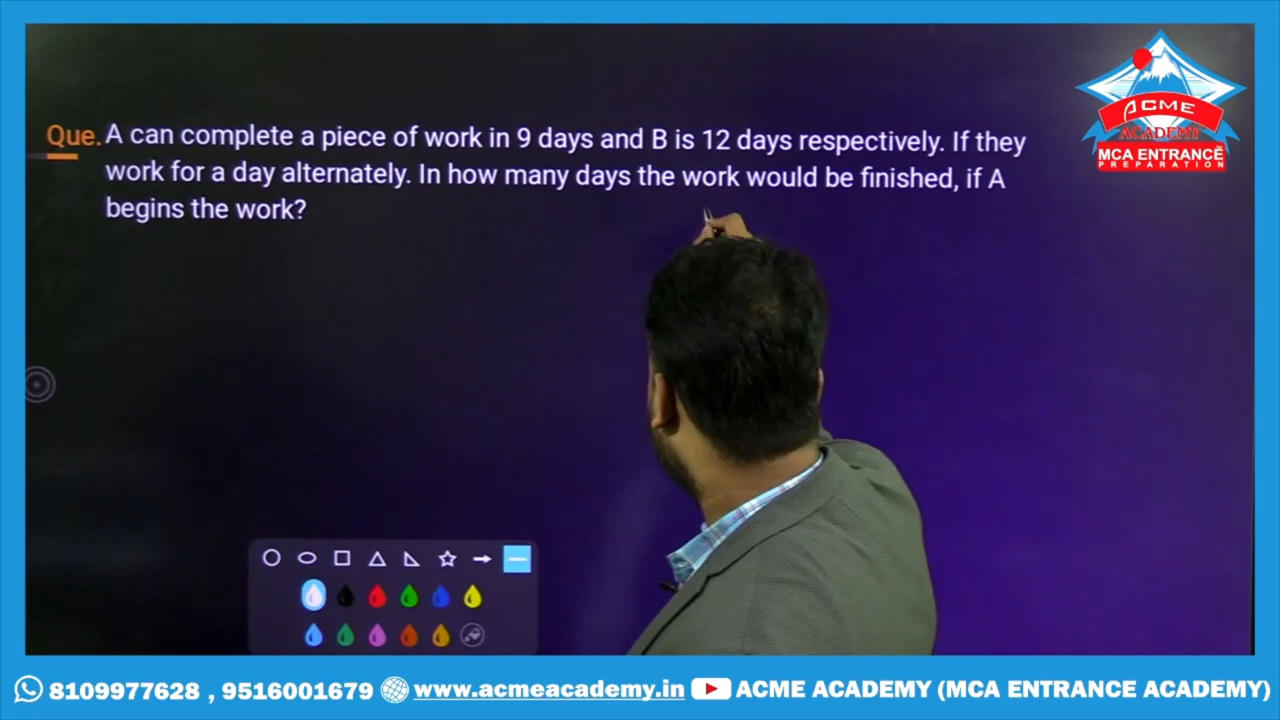 Que. A can complete a piece of work in 9 days and B is 12 days respectively. If they
work for a day alternately. In how many days the work would be finished, if A
begins the work?
ACME
ACADEMY
MCA ENTRANCE
PREPARATION
8109977628 , 9516001679 www.acmeacademy.in ACME ACADEMY (MCA ENTRANCE ACADEMY)